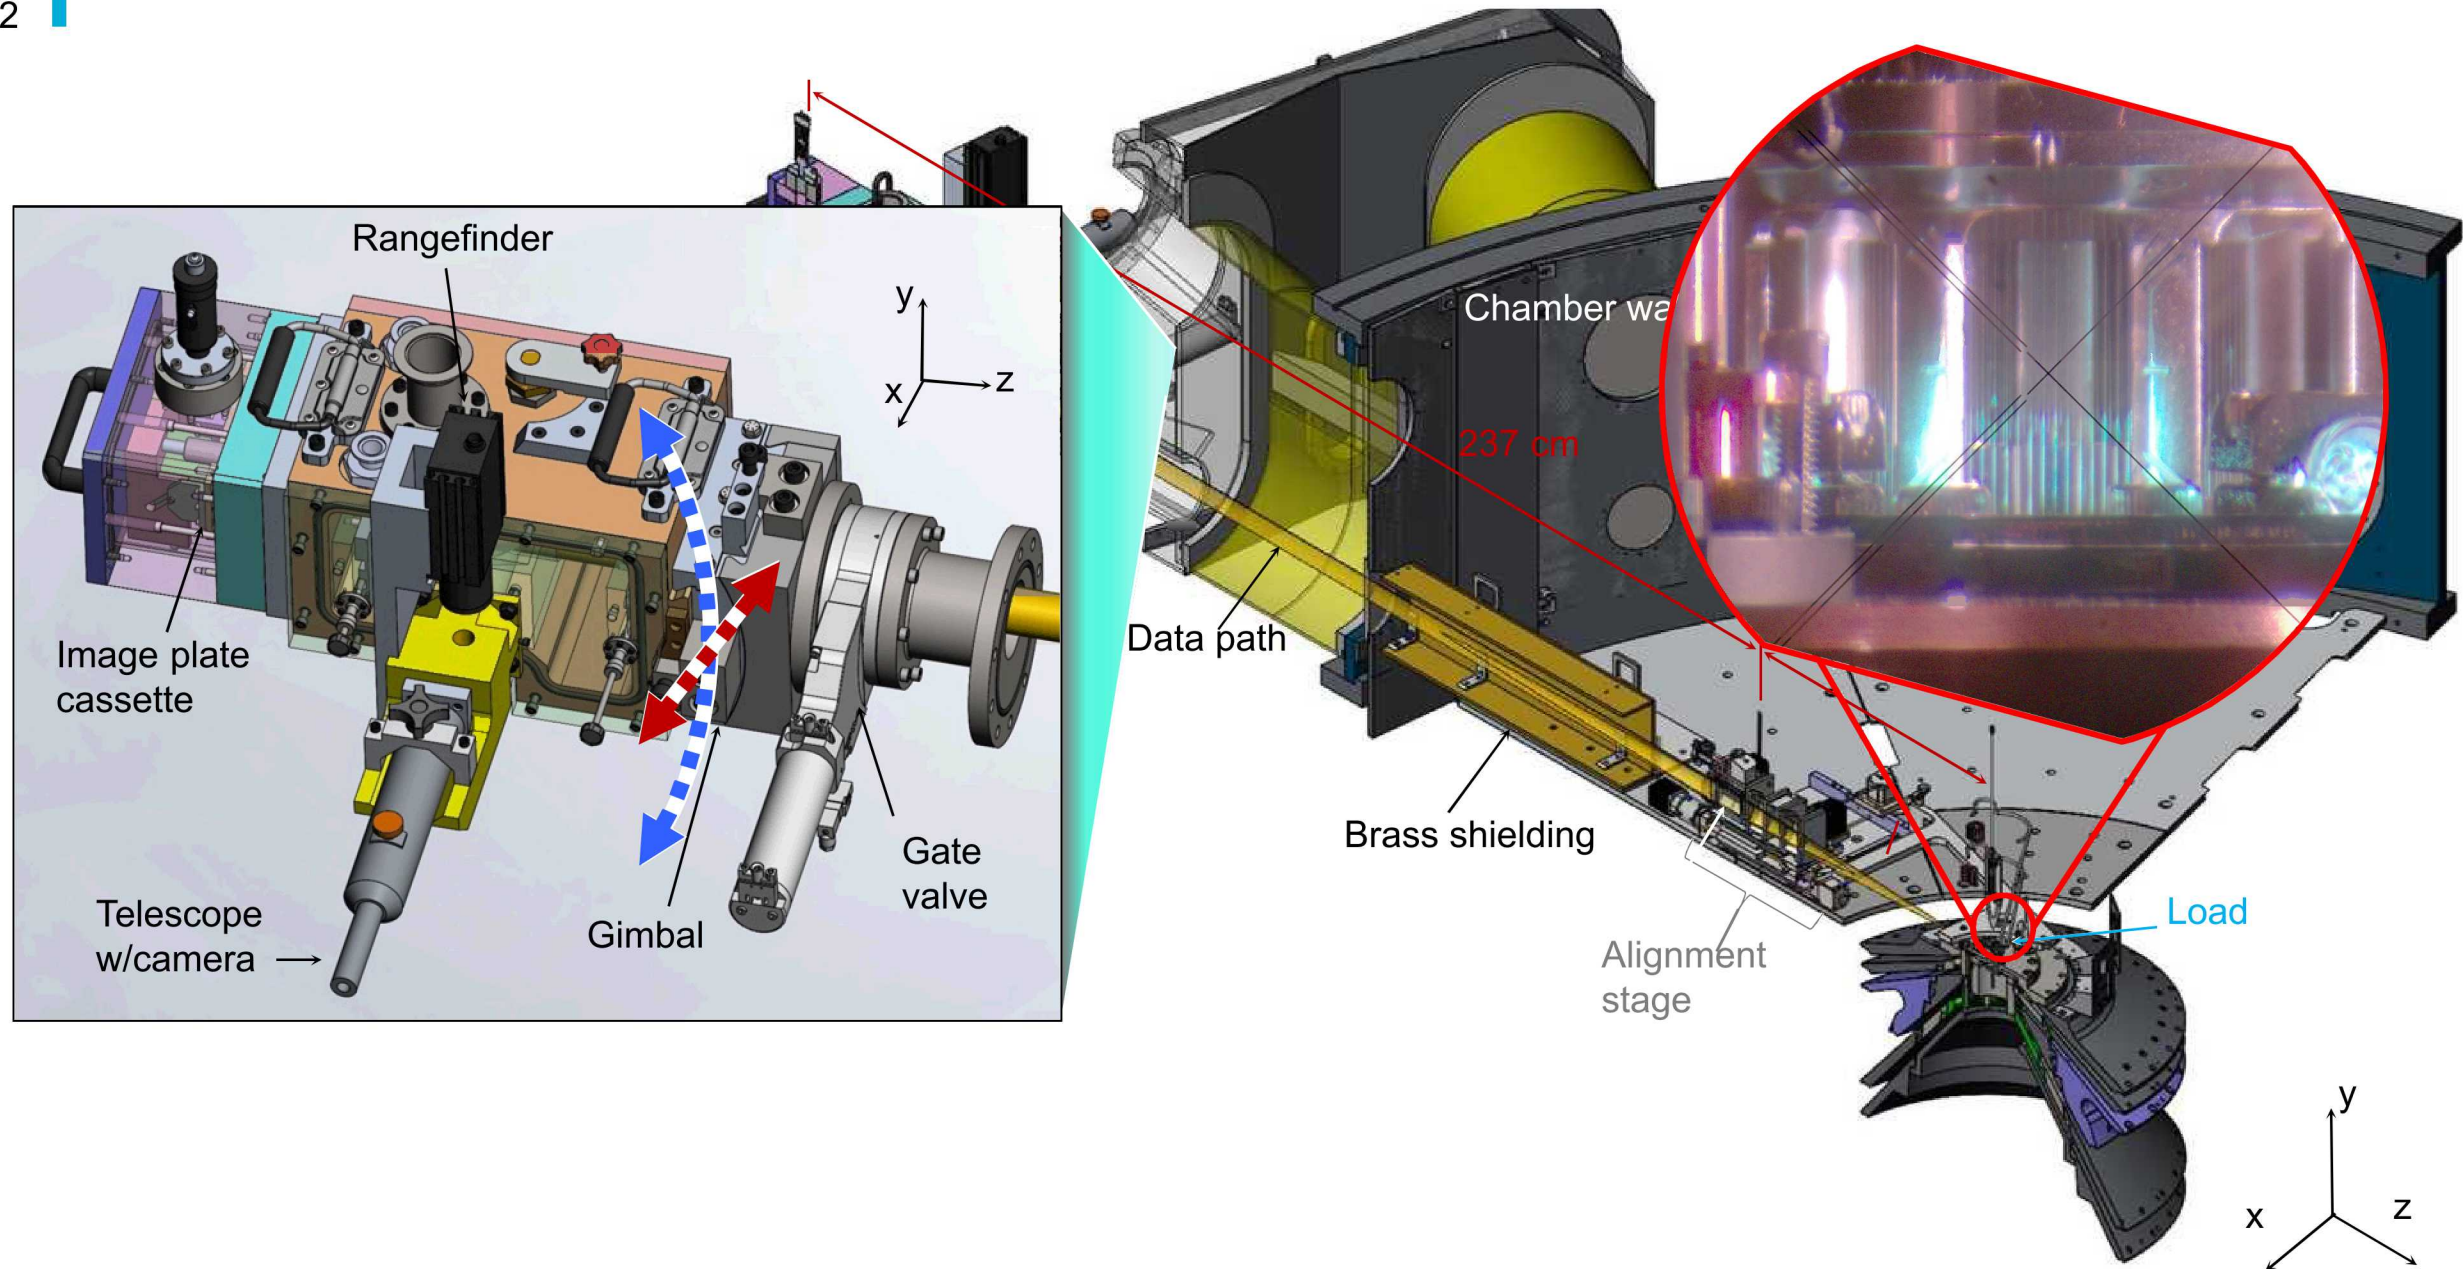 2
Rangefinder
y
x
z
Image plate
cassette
Telescope
w/camera
Gimbal
Gate
valve
Chamber wa
237 cm
Data path
Brass shielding
Alignment
stage
Load
y
x
z